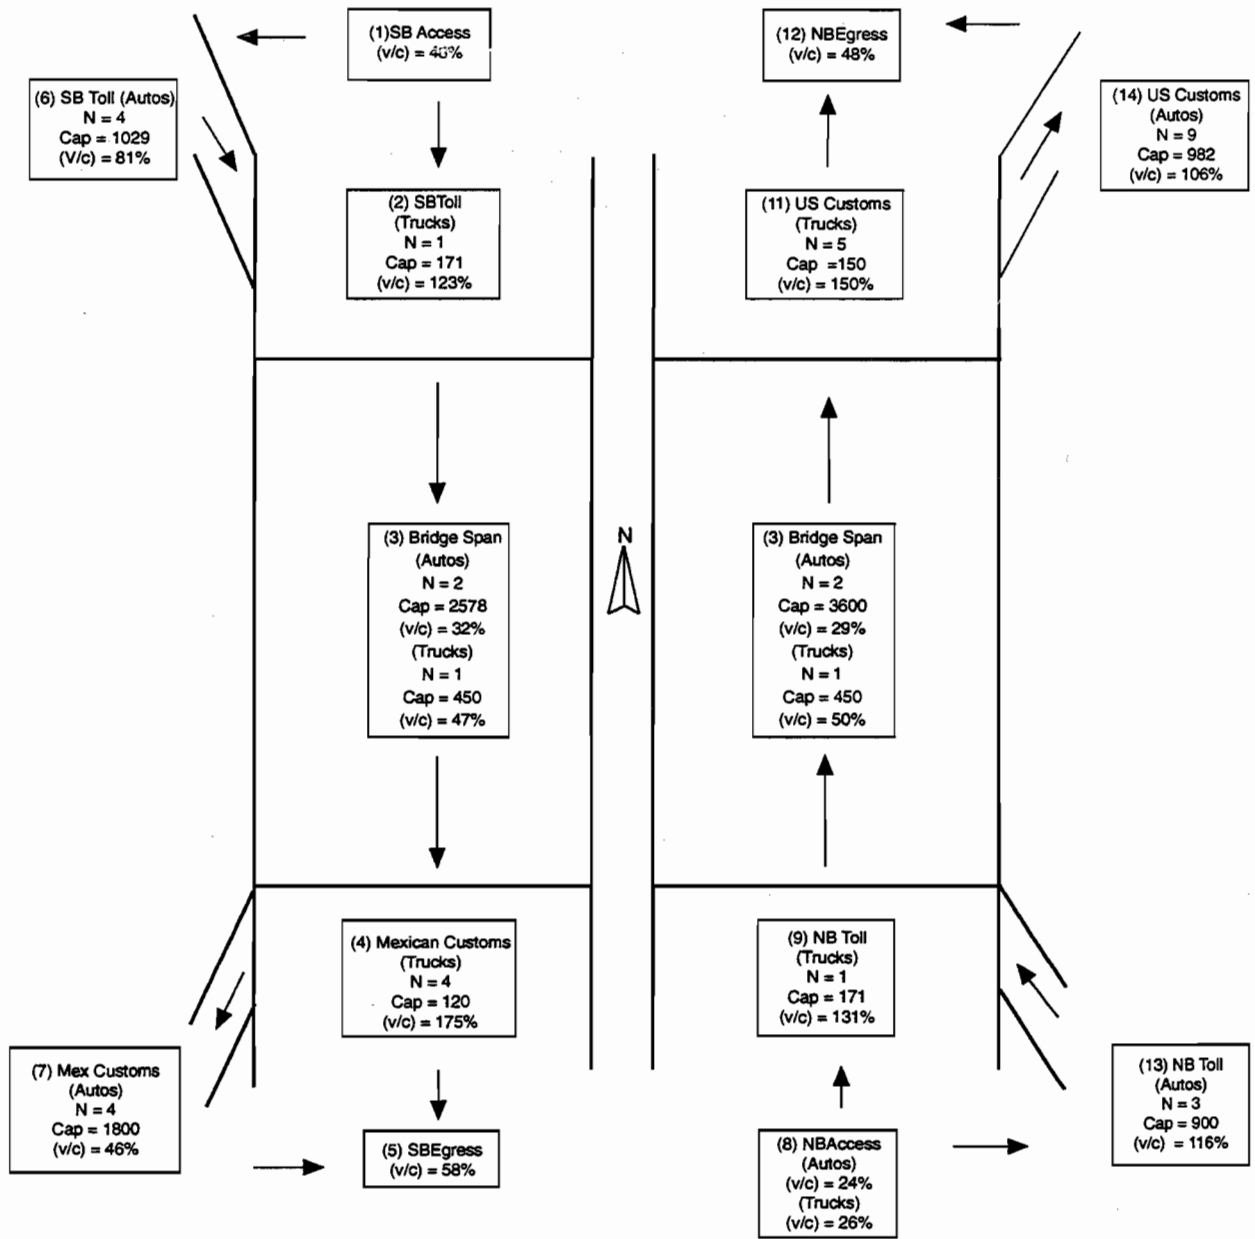 (1)SB Access
(v/c) = 4 %
(12) NBEgress
(v/c) = 48%
(6) SB Toll (Autos)
N = 4
Cap = 1029
(V/c) = 81%
(14) US Customs
(Autos)
N = 9
Cap = 982
(v/c) = 106%
(2) SBToll
(Trucks)
N = 1
Cap = 171
(v/c) = 123%
(11) US Customs
(Trucks)
N = 5
Cap =150
(v/c) = 150%
(3) Bridge Span
(Autos)
N = 2
Cap = 2578
(v/c) = 32%
(Trucks)
N = 1
Cap = 450
(v/c) = 47%
N
(3) Bridge Span
(Autos)
N = 2
Cap = 3600
(v/c) = 29%
(Trucks)
N = 1
Cap = 450
(v/c) = 50%
(4) Mexican Customs
(Trucks)
N = 4
Cap = 120
(v/c) = 175%
(9) NB Toll
(Trucks)
N = 1
Cap = 171
(v/c) = 131%
(7) Mex Customs
(Autos)
N = 4
Cap = 1800
(v/c) = 46%
(5) SBEgress
(v/c) = 58%
(8) NBAccess
(Autos)
(v/c) = 24%
(Trucks)
(v/c) = 26%
(13) NB Toll
(Autos)
N = 3
Cap = 900
(v/c) = 116%